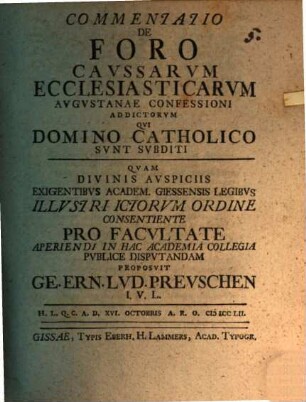 COMMENTATIO
DE
FORO
CAVSSARVM
ECCLESIASTICARVM
AVGVSTANAE CONFESSIONI
ADDICTORVM
QVI
DOMINO CATHOLICO
SVNT SVBDITI
QVAM
DIVINIS AVSPICIIS
EXIGENTIBVS ACADEM. GIESSENSIS LEGIBVS
ILLVSTRI ICTORVM ORDINE
CONSENTIENTE
PRO FACVLTATE
APERIENDI IN HAC ACADEMIA COLLEGIA
PVBLICE DISPVTANDAM
PROPOSVIT
GE. ERN. LVD. PREVSCHEN
I. V. L.
H. L. Q. C. A. D. XVI. OCTOBRIS A. R. O. CIƆ IƆCC LII.
GISSAE, TYPIS EBERH. H. LAMMERS, ACAD. TYPOGR.